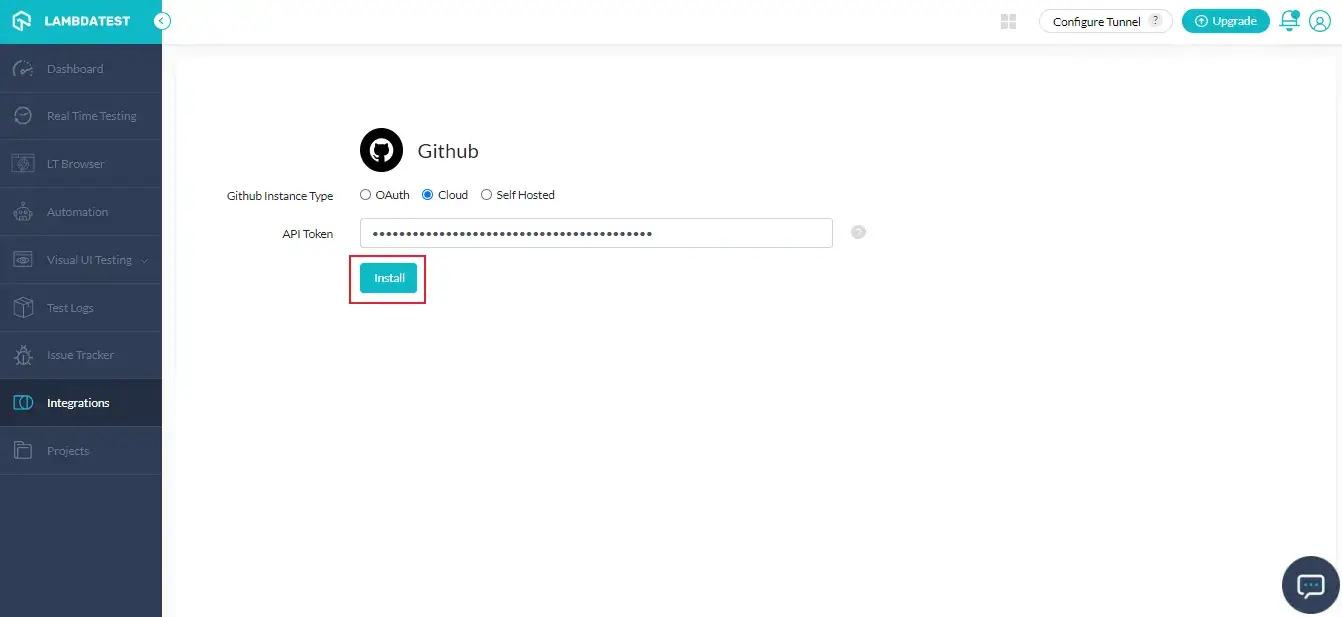 LAMBDATEST
Configure Tunnel ?
Upgrade
Dashboard
Real Time Testing
LT Browser
Automation
Visual UI Testing
Test Logs
Issue Tracker
Integrations
Projects
Github
Github Instance Type
OAuth Cloud Self Hosted
API Token
••••••••••••••••••••••••••••••••••••••••
?
Install